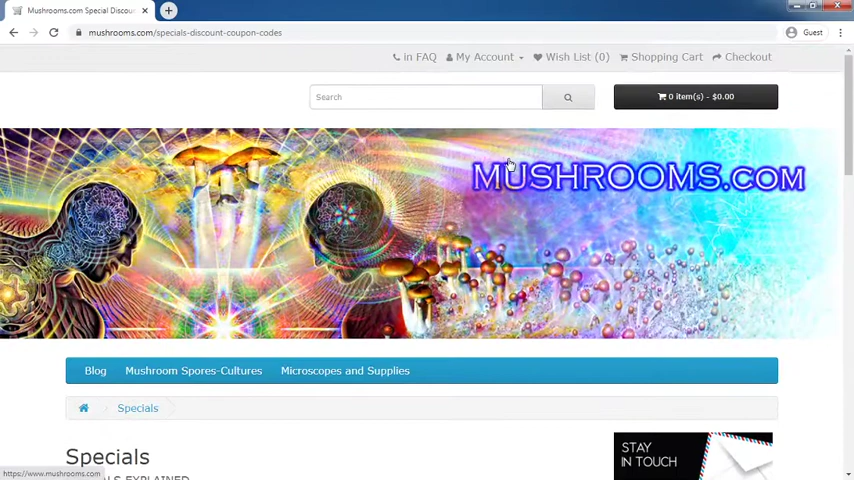 Mushrooms.com Special Discou
mushrooms.com/specials-discount-coupon-codes
Guest
in FAQ My Account Wish List (0) Shopping Cart Checkout
Search
0 item(s) - $0.00
MUSHROOMS.COM
Blog Mushroom Spores-Cultures Microscopes and Supplies
Specials
Specials
STAY
IN TOUCH
https://www.mushrooms.com